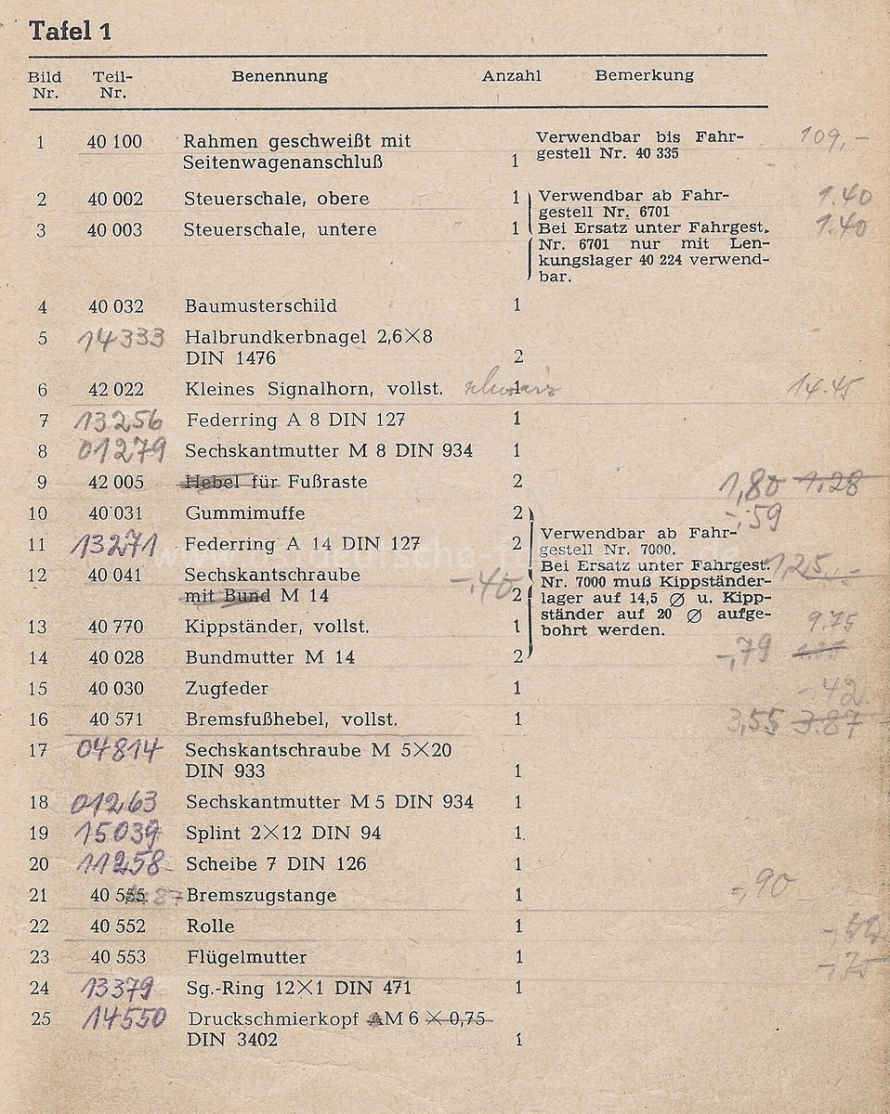 Tafel 1
Bild Teil- Benennung Anzahl Bemerkung
Nr. Nr.
1 40 100 Rahmen geschweißt mit Verwendbar bis Fahr- 109,-
Seitenwagenanschluß 1 gestell Nr. 40 335
2 40 002 Steuerschale, obere 1 Verwendbar ab Fahr- 1.40
gestell Nr. 6701
3 40 003 Steuerschale, untere 1 Bei Ersatz unter Fahrgest. 1.40
Nr. 6701 nur mit Len-
kungslager 40 224 verwend-
bar.
4 40 032 Baumusterschild 1
5 14333 Halbrundkerbnagel 2,6×8
DIN 1476 2
6 42 022 Kleines Signalhorn, vollst. schwarz 1 14.45
7 13256 Federring A 8 DIN 127 1
8 01279 Sechskantmutter M 8 DIN 934 1
9 42 005 Hebel für Fußraste 2 1,80 1.28
10 40 031 Gummimuffe 2 -,59
Verwendbar ab Fahr-
11 13271 Federring A 14 DIN 127 2 gestell Nr. 7000.
Bei Ersatz unter Fahrgest. 1,25
12 40 041 Sechskantschraube -,40 Nr. 7000 muß Kippständer-
mit Bund M 14 2 lager auf 14,5 Ø u. Kipp-
ständer auf 20 Ø aufge-
13 40 770 Kippständer, vollst. 1 bohrt werden. 9.75
14 40 028 Bundmutter M 14 2 -,79
15 40 030 Zugfeder 1 -42
16 40 571 Bremsfußhebel, vollst. 1 3,55 3.87
17 04814 Sechskantschraube M 5×20
DIN 933 1
18 01263 Sechskantmutter M 5 DIN 934 1
19 15039 Splint 2×12 DIN 94 1
20 11258 Scheibe 7 DIN 126 1
21 40 555 Bremszugstange 1 =,90
22 40 552 Rolle 1
23 40 553 Flügelmutter 1 -,75
24 13379 Sg.-Ring 12×1 DIN 471 1
25 14550 Druckschmierkopf AM 6 × 0,75
DIN 3402 1